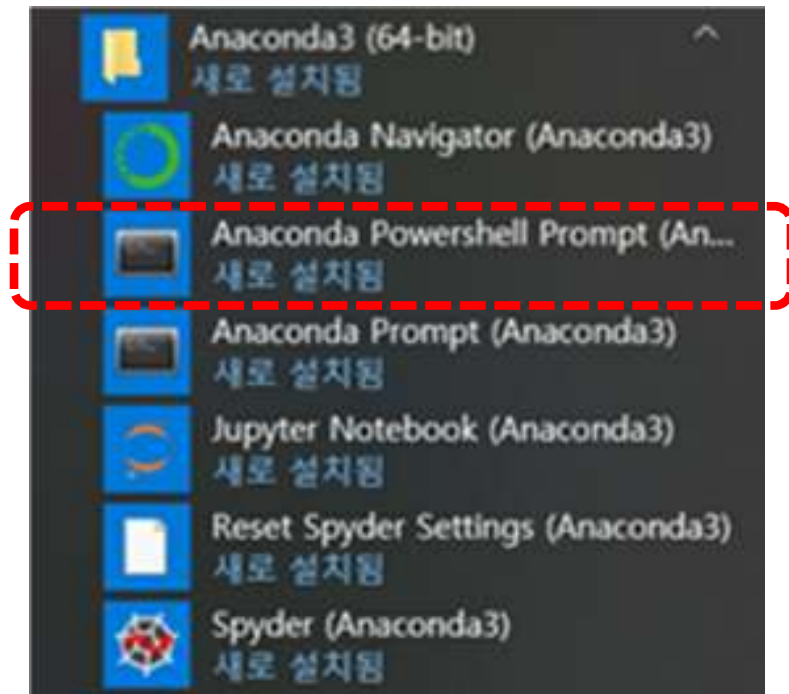 Anaconda3 (64-bit)
새로 설치됨
Anaconda Navigator (Anaconda3)
새로 설치됨
Anaconda Powershell Prompt (An...
새로 설치됨
Anaconda Prompt (Anaconda3)
새로 설치됨
Jupyter Notebook (Anaconda3)
새로 설치됨
Reset Spyder Settings (Anaconda3)
새로 설치됨
Spyder (Anaconda3)
새로 설치됨